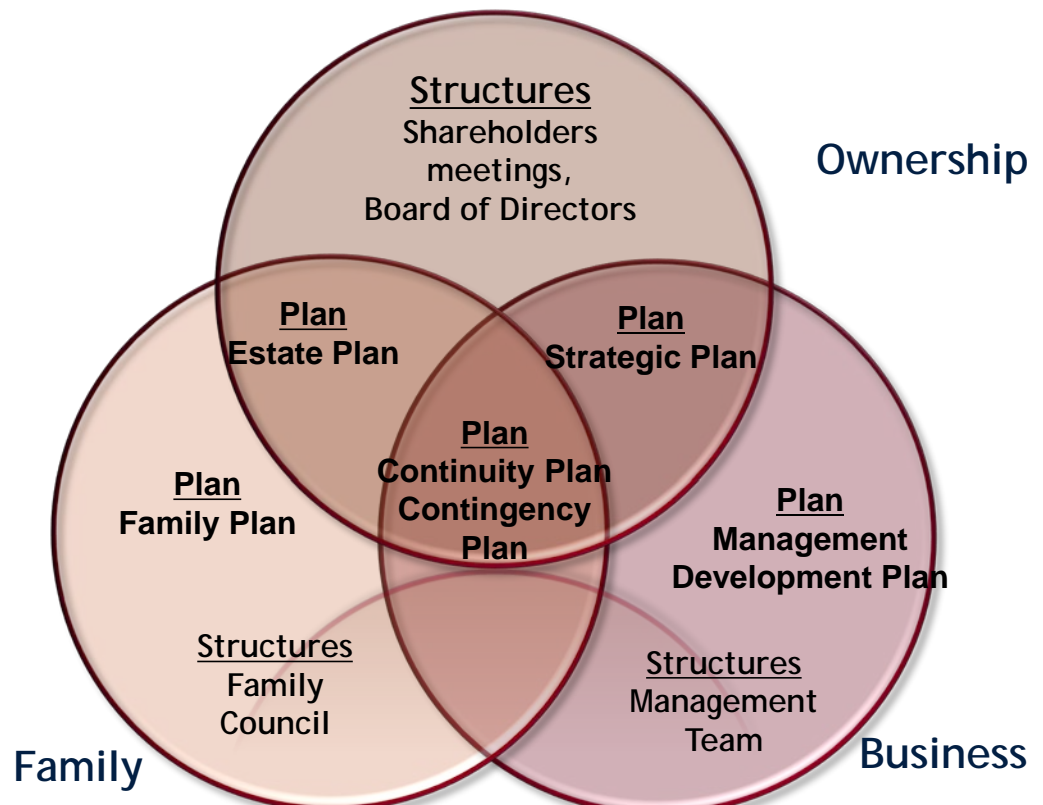 Structures
Shareholders
meetings,
Board of Directors
Ownership
Plan
Estate Plan
Plan
Strategic Plan
Plan
Continuity Plan
Contingency
Plan
Plan
Family Plan
Plan
Management
Development Plan
Structures
Family
Council
Structures
Management
Team
Family
Business